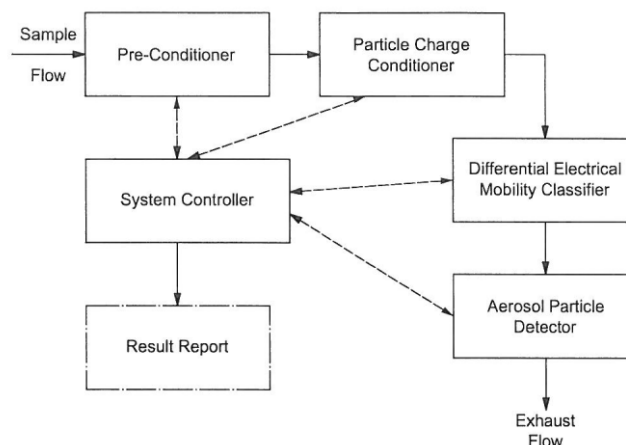 Sample
Flow
Pre-Conditioner
Particle Charge
Conditioner
System Controller
Differential Electrical
Mobility Classifier
Result Report
Aerosol Particle
Detector
Exhaust
Flow